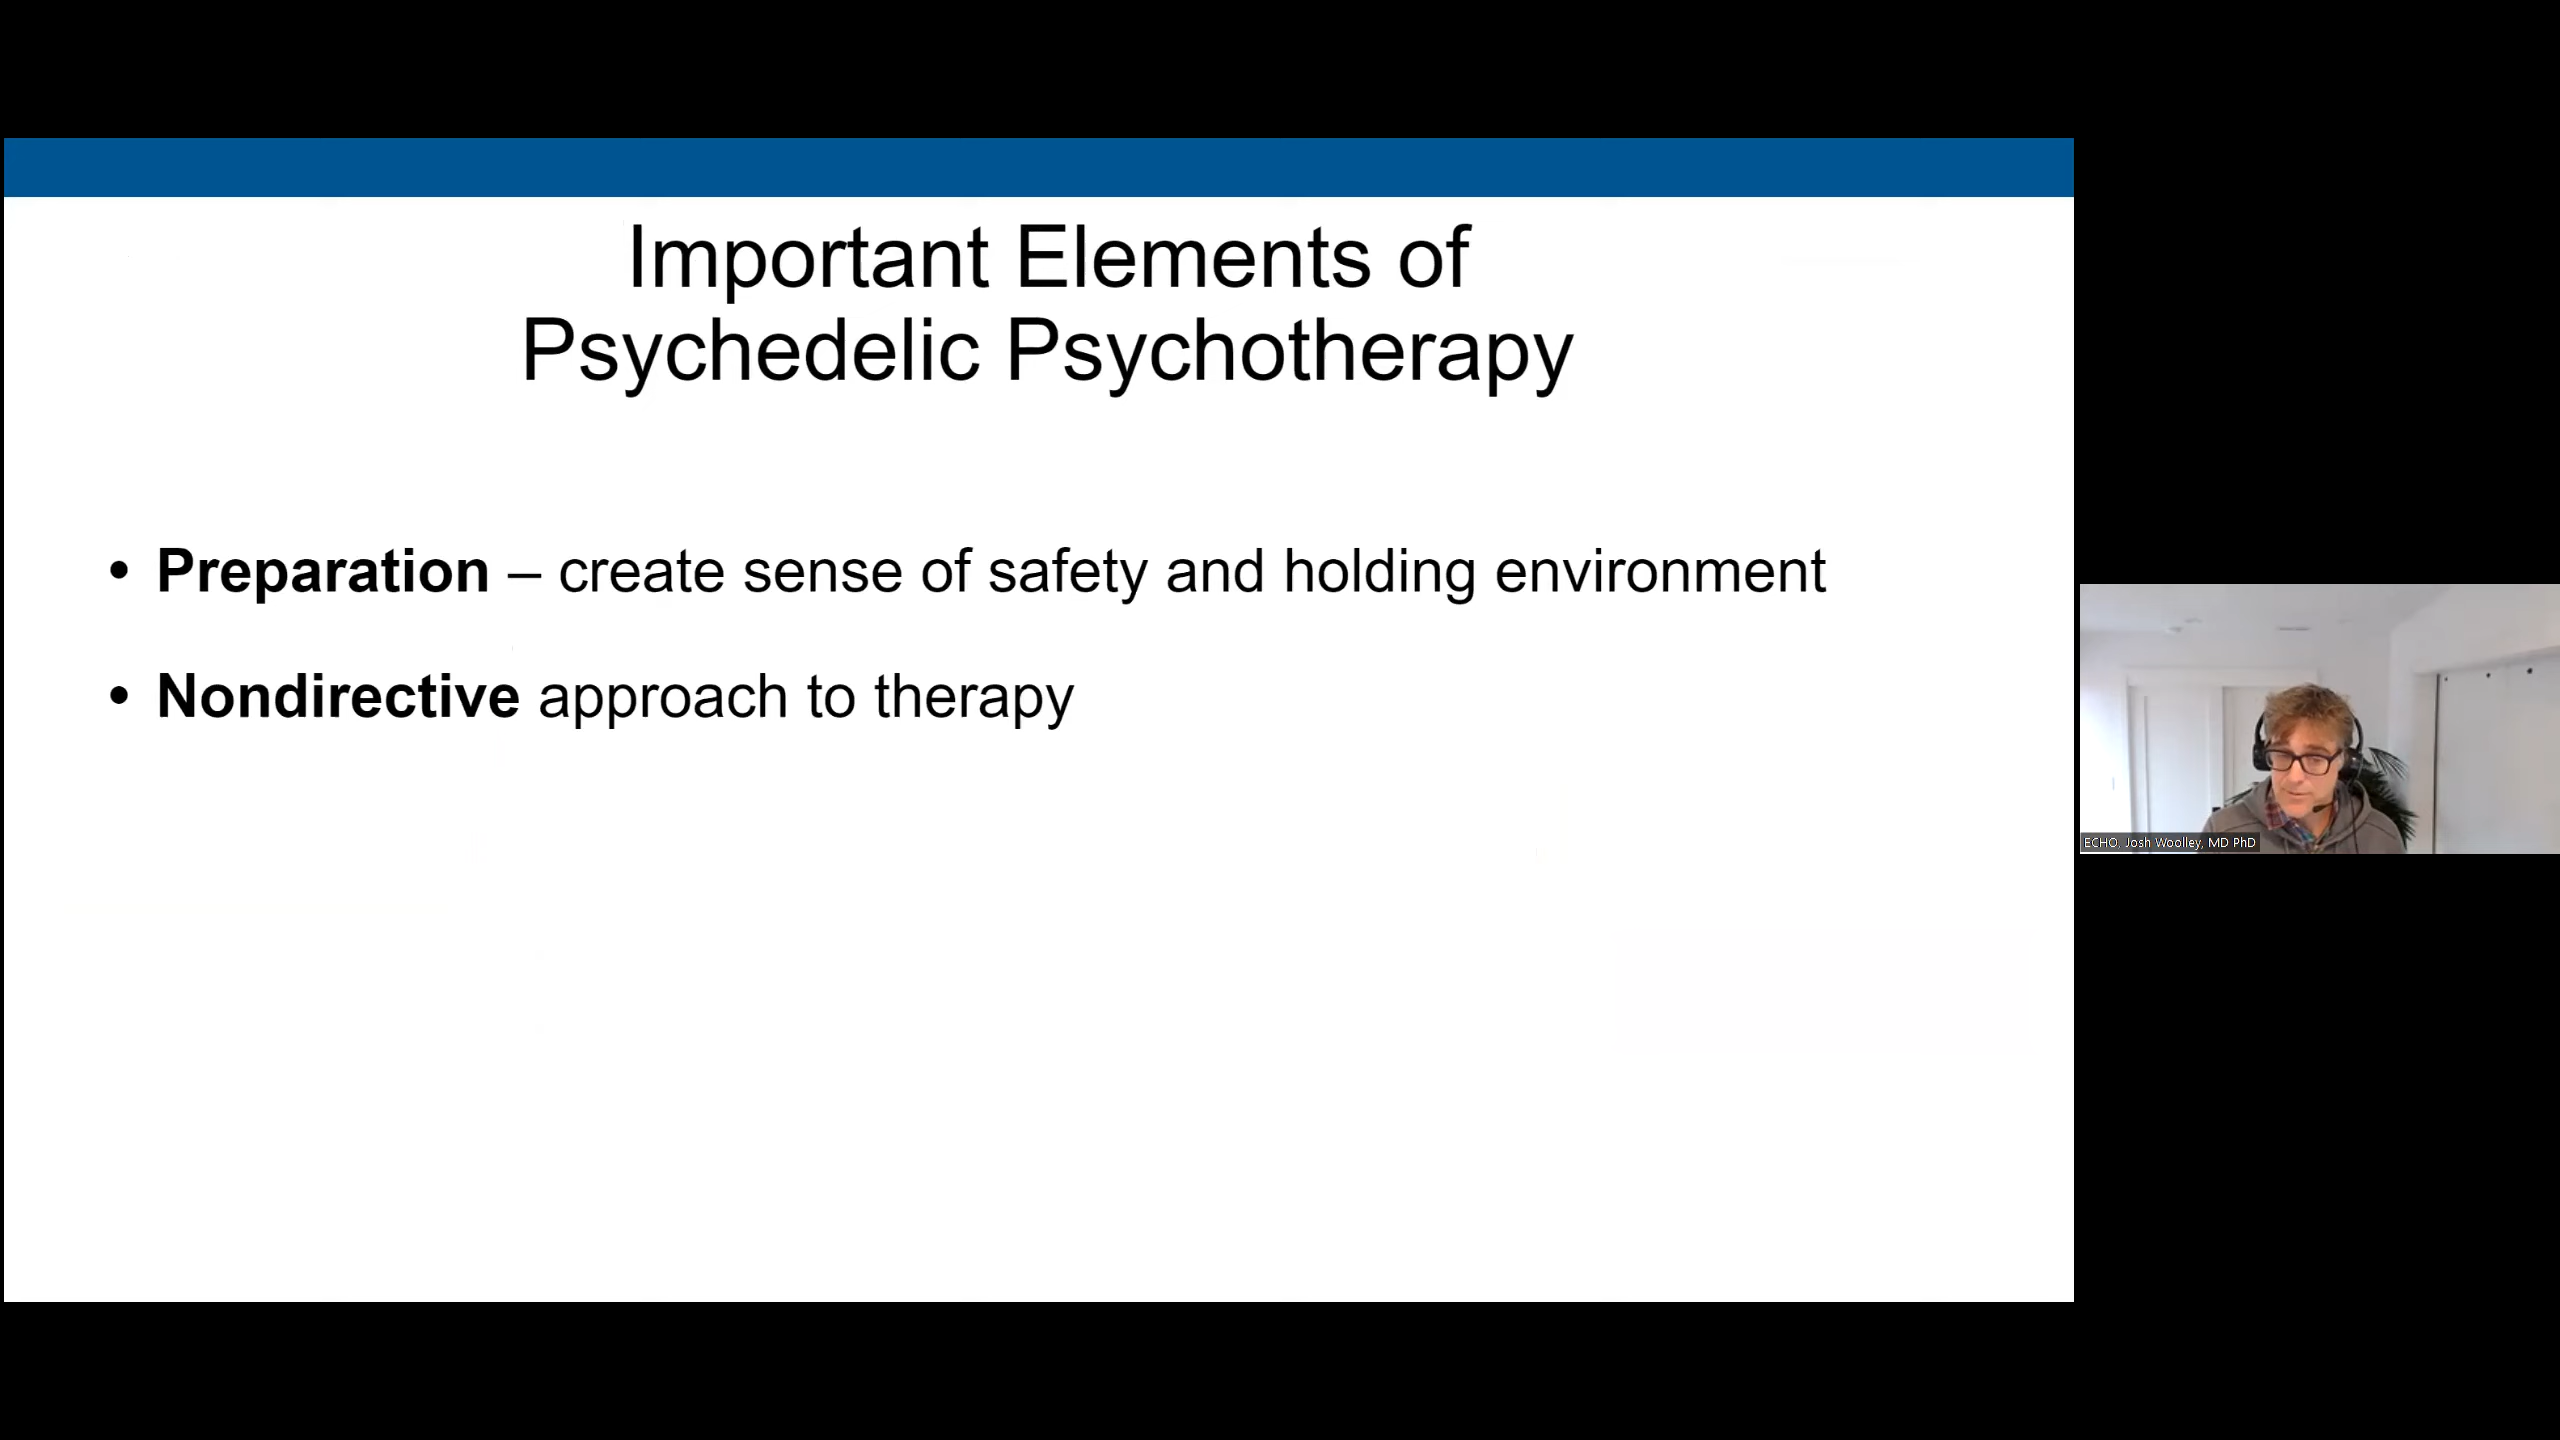 Important Elements of
Psychedelic Psychotherapy
• Preparation – create sense of safety and holding environment
• Nondirective approach to therapy
ECHO, Josh Woolley, MD PhD